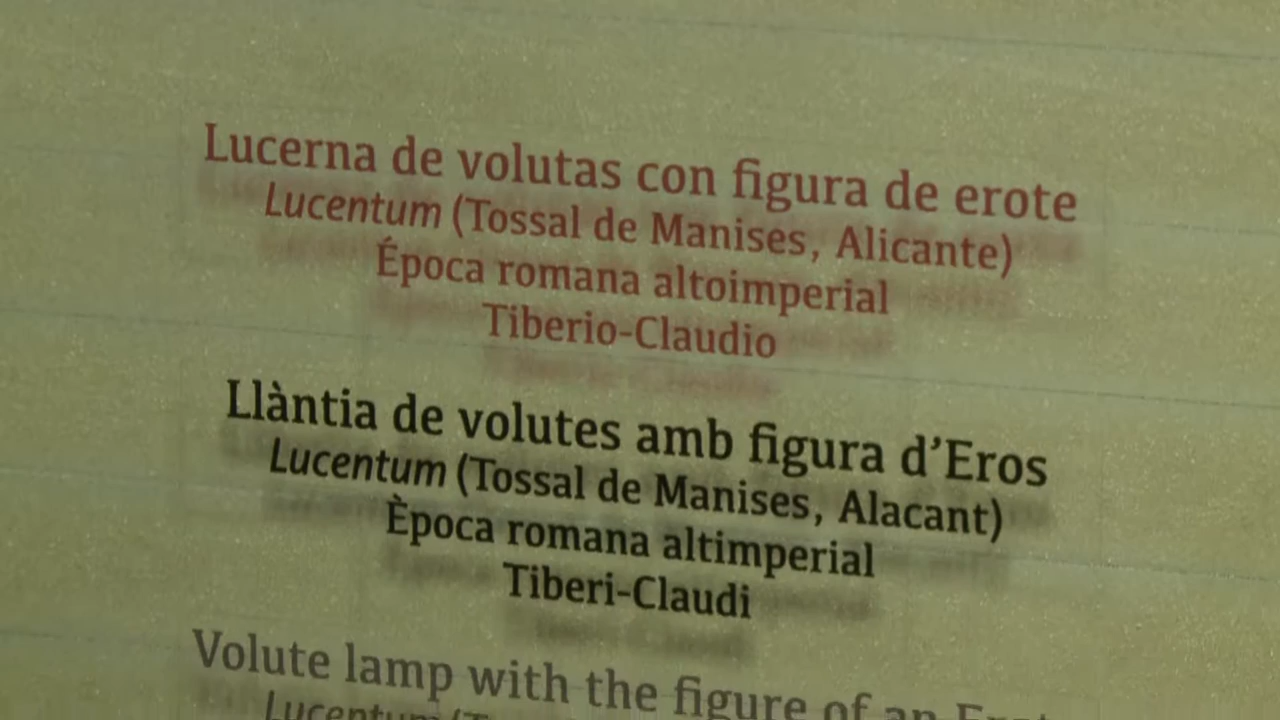 Lucerna de volutas con figura de erote
Lucentum (Tossal de Manises, Alicante)
Época romana altoimperial
Tiberio-Claudio
Llàntia de volutes amb figura d’Eros
Lucentum (Tossal de Manises, Alacant)
Època romana altimperial
Tiberi-Claudi
Volute lamp with the figure of an
Lucentum